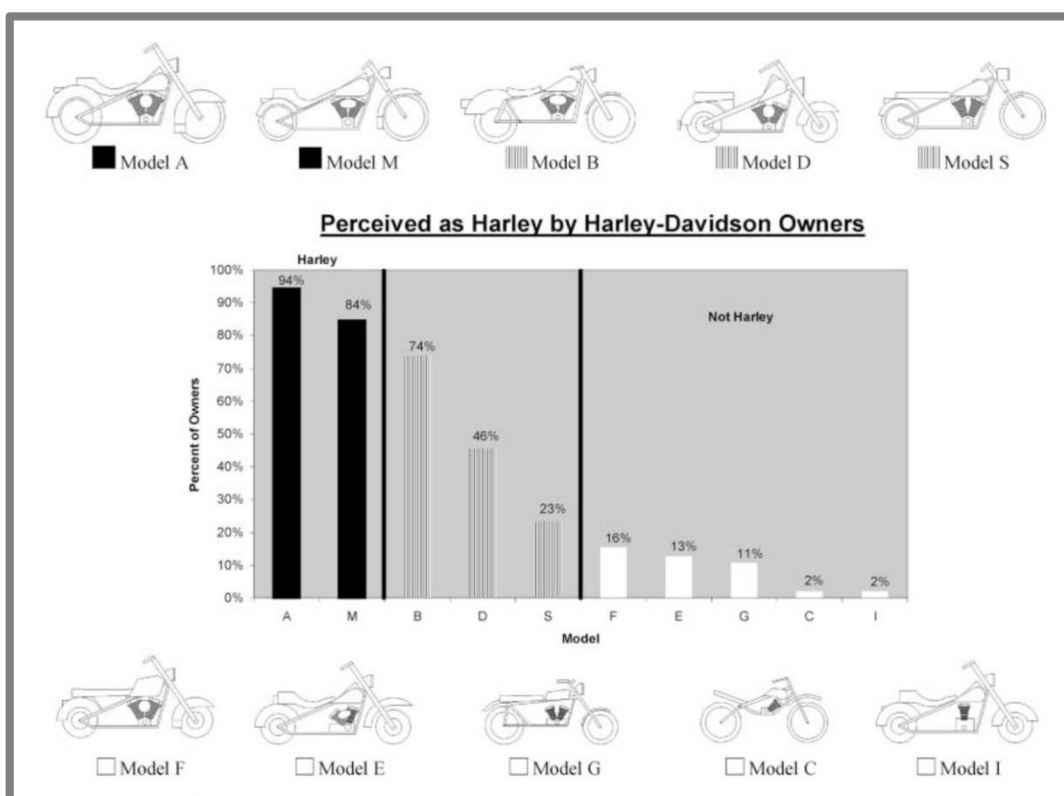 Model A
Model M
Model B
Model D
Model S
Perceived as Harley by Harley-Davidson Owners
Harley
Not Harley
100%
90%
80%
70%
60%
50%
40%
30%
20%
10%
0%
Percent of Owners
94%
84%
74%
46%
23%
16%
13%
11%
2%
2%
A
M
B
D
S
F
E
G
C
I
Model
Model F
Model E
Model G
Model C
Model I